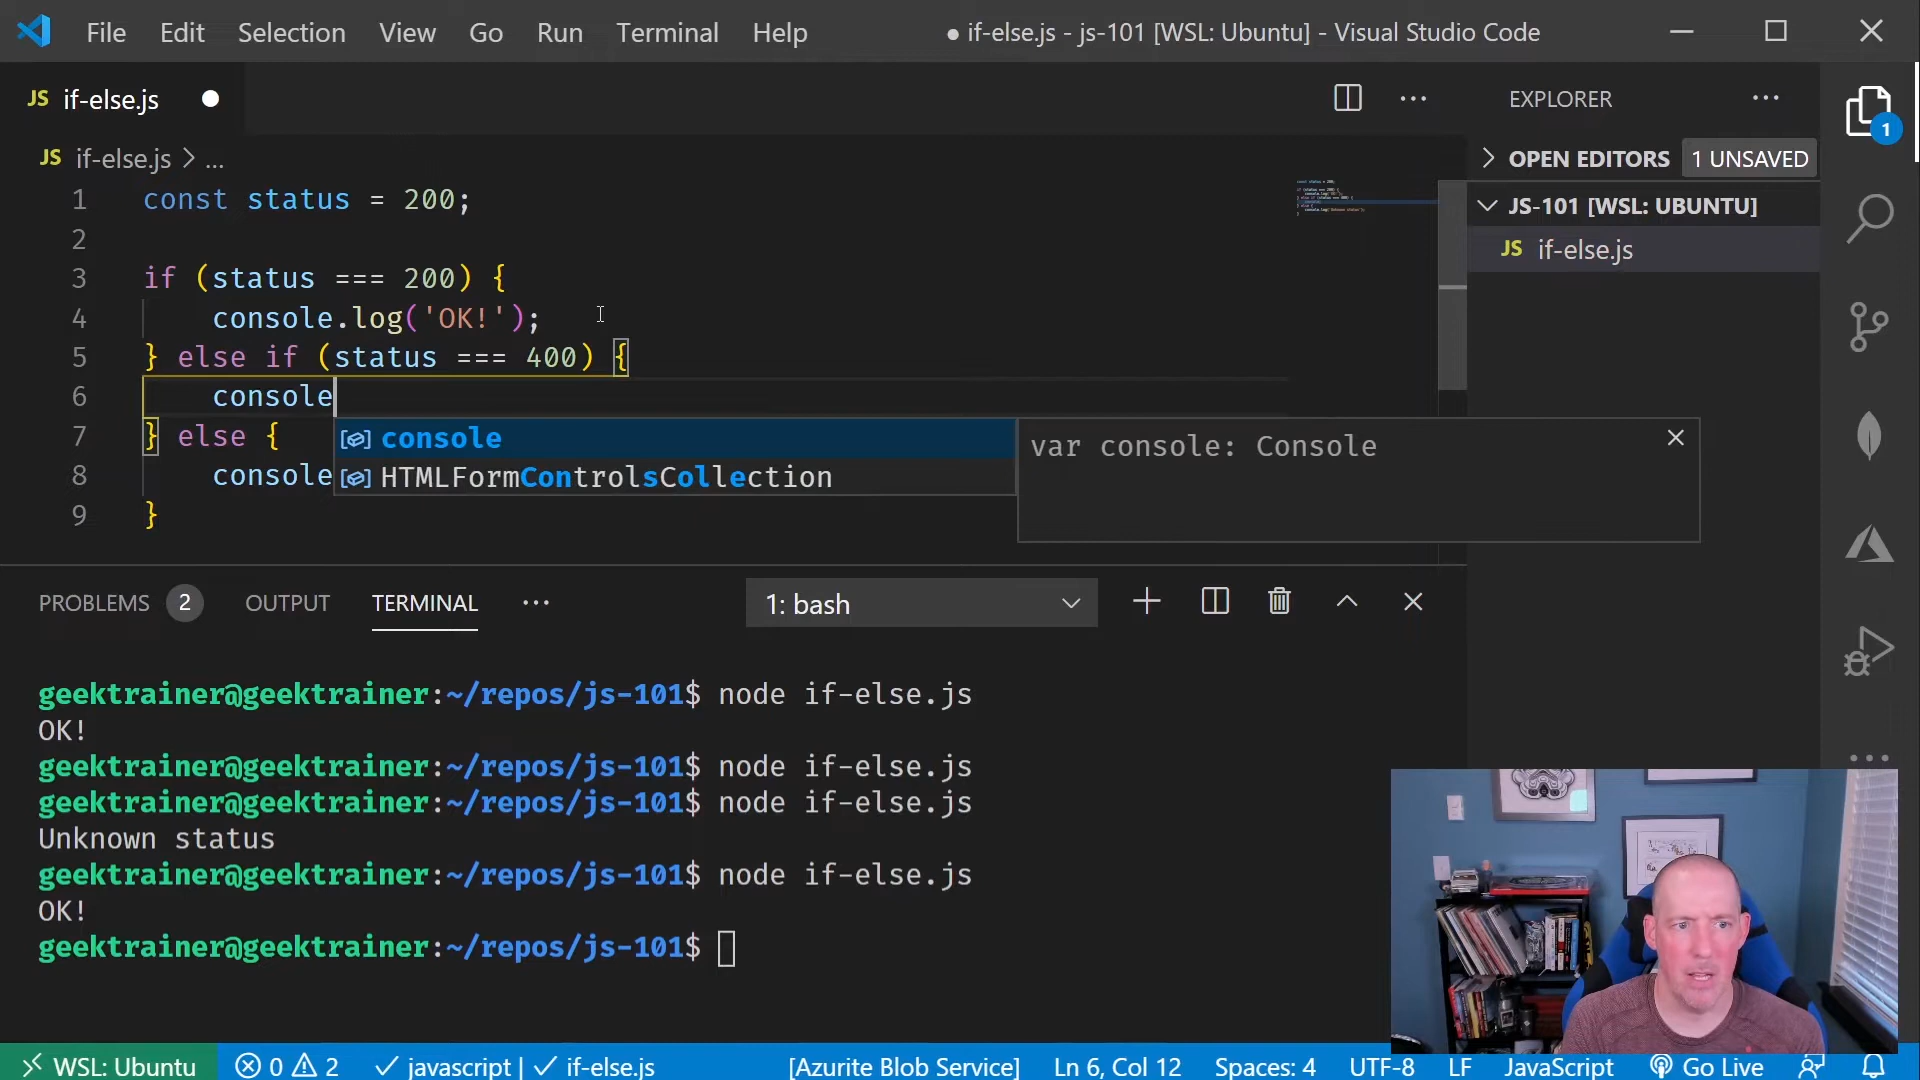 File Edit Selection View Go Run Terminal Help ● if-else.js - js-101 [WSL: Ubuntu] - Visual Studio Code
JS if-else.js ●
JS if-else.js > ...
1 const status = 200;
2
3 if (status === 200) {
4 console.log('OK!');
5 } else if (status === 400) {
6 console
7 } else {
8 console
9 }
console
HTMLFormControlsCollection
var console: Console
EXPLORER
OPEN EDITORS 1 UNSAVED
JS-101 [WSL: UBUNTU]
JS if-else.js
1
PROBLEMS 2 OUTPUT TERMINAL ... 1: bash
geektrainer@geektrainer:~/repos/js-101$ node if-else.js
OK!
geektrainer@geektrainer:~/repos/js-101$ node if-else.js
geektrainer@geektrainer:~/repos/js-101$ node if-else.js
Unknown status
geektrainer@geektrainer:~/repos/js-101$ node if-else.js
OK!
geektrainer@geektrainer:~/repos/js-101$
WSL: Ubuntu 0 2 ✓ javascript | ✓ if-else.js [Azurite Blob Service] Ln 6, Col 12 Spaces: 4 UTF-8 LF JavaScript Go Live